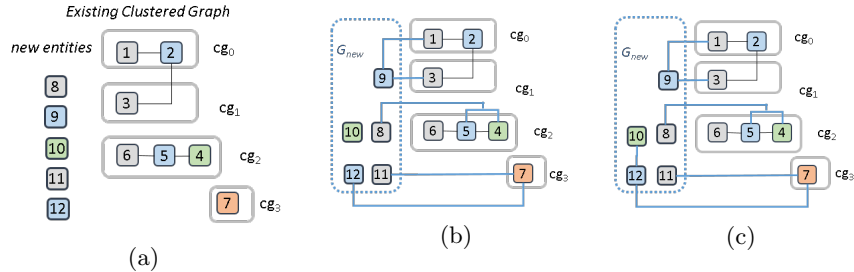 Existing Clustered Graph
new entities
1 2 cg0
3 cg1
8
9
10
11
12
6 5 4 cg2
7 cg3
(a)
Gnew
1 2 cg0
9 3
cg1
10 8 6 5 4 cg2
12 11 7 cg3
(b)
Gnew
1 2 cg0
9 3
cg1
10 8 6 5 4 cg2
12 11 7 cg3
(c)